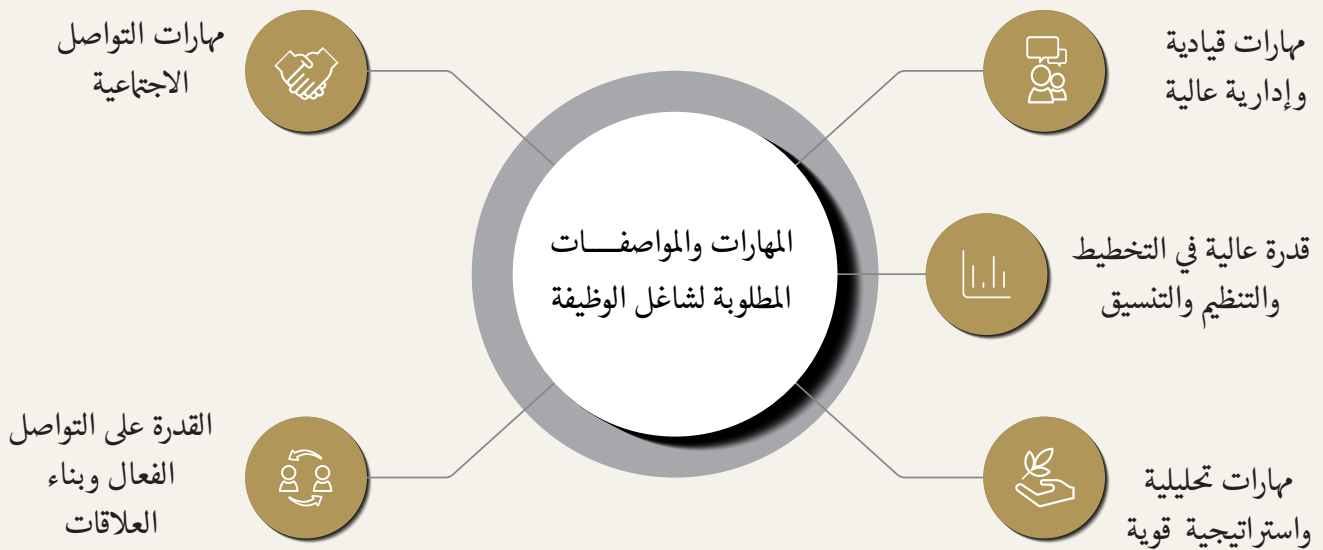 المهارات والمواصفات
المطلوبة لشاغل الوظيفة
مهارات قيادية
وإدارية عالية
قدرة عالية في التخطيط
والتنظيم والتنسيق
مهارات تحليلية
واستراتيجية قوية
مهارات التواصل
الاجتماعية
القدرة على التواصل
الفعال وبناء
العلاقات